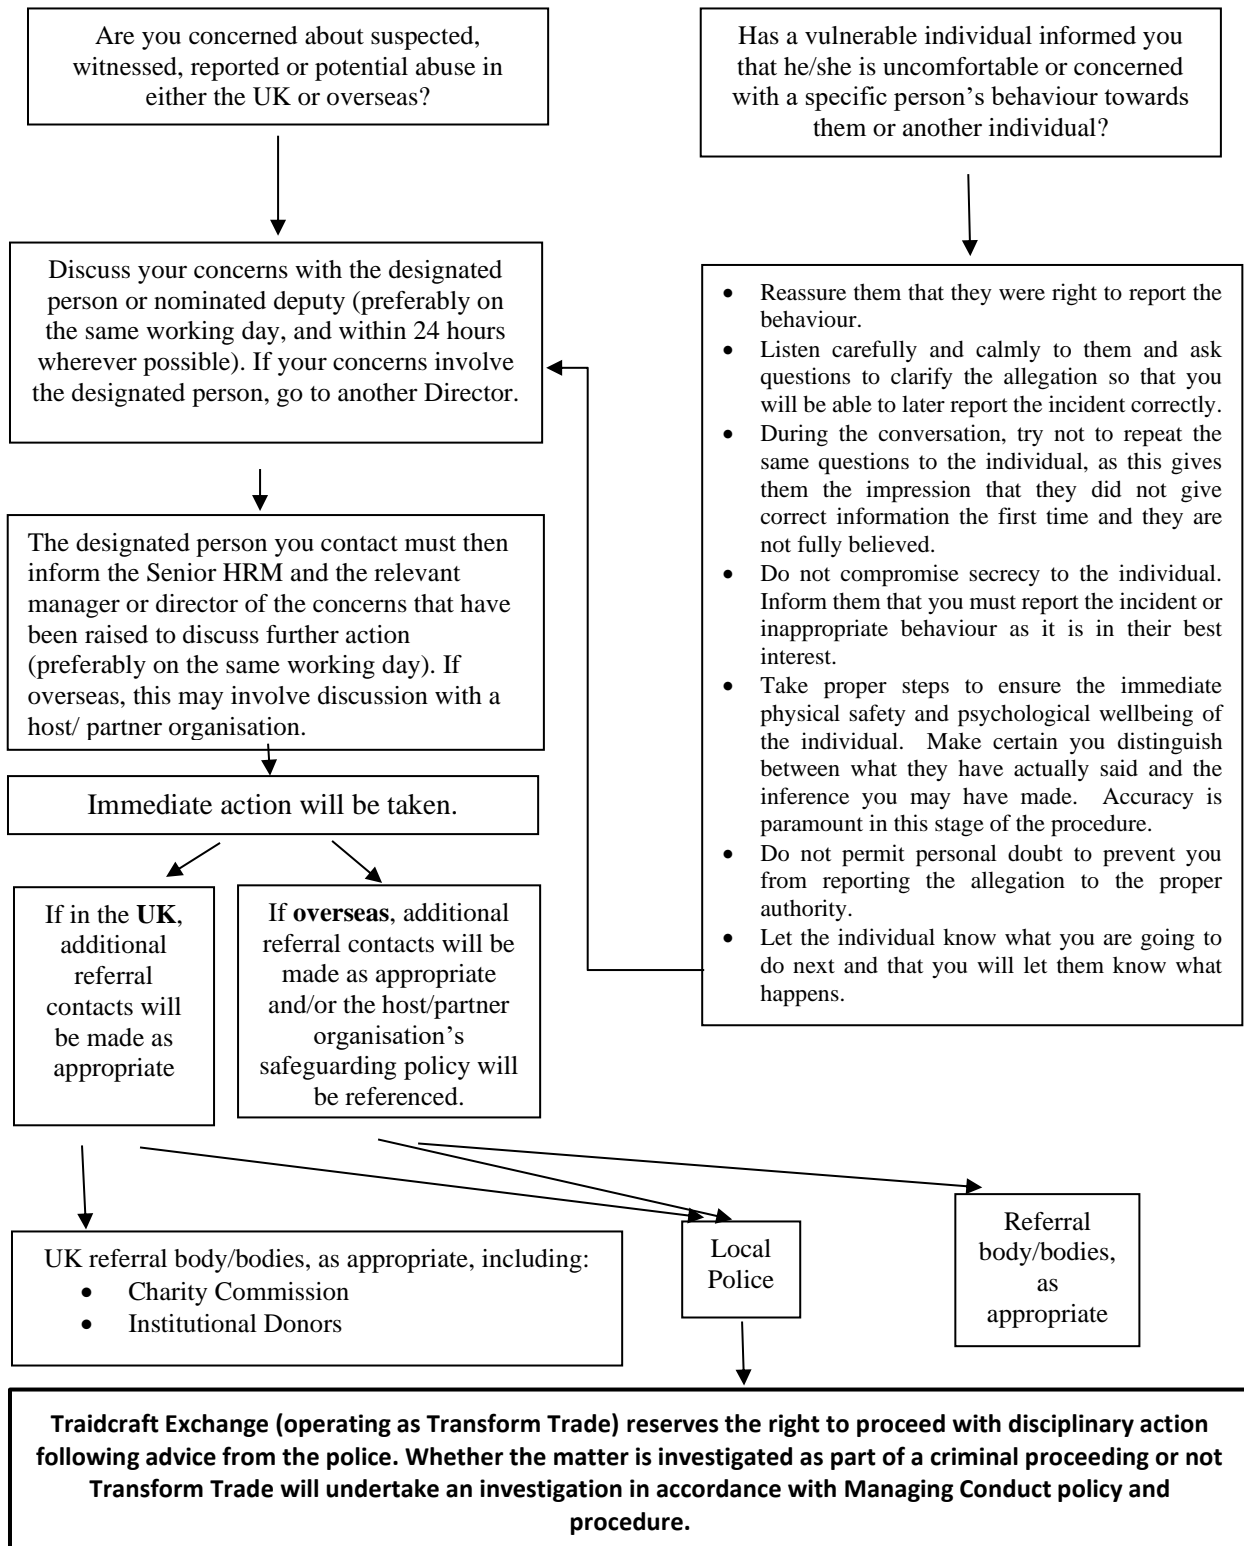 Are you concerned about suspected,
witnessed, reported or potential abuse in
either the UK or overseas?
Has a vulnerable individual informed you
that he/she is uncomfortable or concerned
with a specific person’s behaviour towards
them or another individual?
Discuss your concerns with the designated
person or nominated deputy (preferably on
the same working day, and within 24 hours
wherever possible). If your concerns involve
the designated person, go to another Director.
The designated person you contact must then
inform the Senior HRM and the relevant
manager or director of the concerns that have
been raised to discuss further action
(preferably on the same working day). If
overseas, this may involve discussion with a
host/ partner organisation.
Immediate action will be taken.
If in the UK,
additional
referral
contacts will
be made as
appropriate
If overseas, additional
referral contacts will be
made as appropriate
and/or the host/partner
organisation’s
safeguarding policy will
be referenced.
• Reassure them that they were right to report the
behaviour.
• Listen carefully and calmly to them and ask
questions to clarify the allegation so that you
will be able to later report the incident correctly.
• During the conversation, try not to repeat the
same questions to the individual, as this gives
them the impression that they did not give
correct information the first time and they are
not fully believed.
• Do not compromise secrecy to the individual.
Inform them that you must report the incident or
inappropriate behaviour as it is in their best
interest.
• Take proper steps to ensure the immediate
physical safety and psychological wellbeing of
the individual. Make certain you distinguish
between what they have actually said and the
inference you may have made. Accuracy is
paramount in this stage of the procedure.
• Do not permit personal doubt to prevent you
from reporting the allegation to the proper
authority.
• Let the individual know what you are going to
do next and that you will let them know what
happens.
UK referral body/bodies, as appropriate, including:
• Charity Commission
• Institutional Donors
Local
Police
Referral
body/bodies,
as
appropriate
Traidcraft Exchange (operating as Transform Trade) reserves the right to proceed with disciplinary action
following advice from the police. Whether the matter is investigated as part of a criminal proceeding or not
Transform Trade will undertake an investigation in accordance with Managing Conduct policy and
procedure.